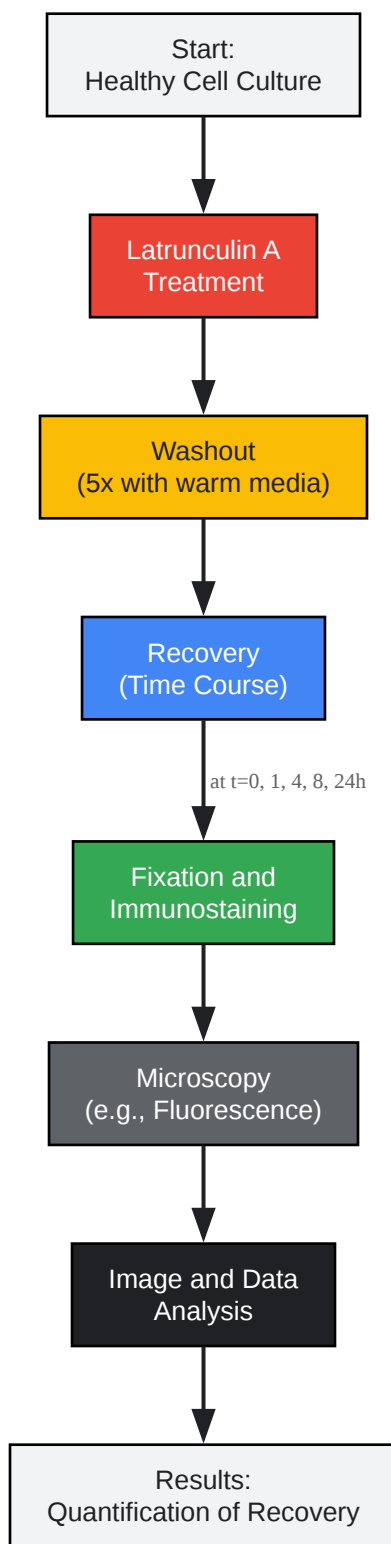 Start:
Healthy Cell Culture
Latrunculin A
Treatment
Washout
(5x with warm media)
Recovery
(Time Course)
at t=0, 1, 4, 8, 24h
Fixation and
Immunostaining
Microscopy
(e.g., Fluorescence)
Image and Data
Analysis
Results:
Quantification of Recovery